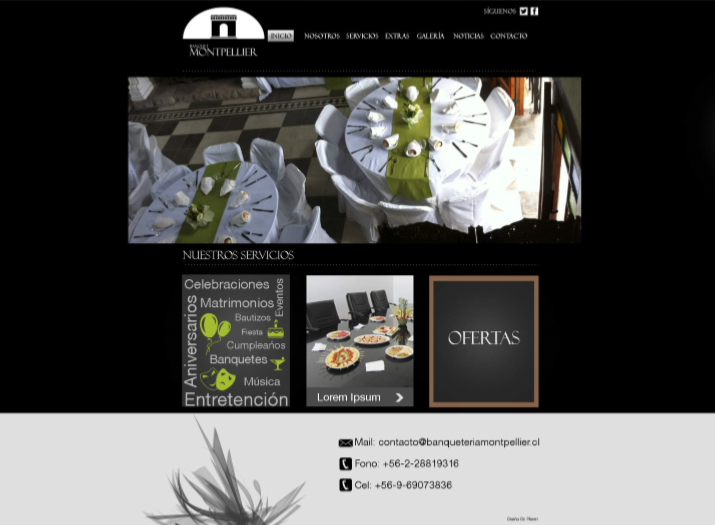 SÍGUENOS
BANQUET
MONTPELLIER
INICIO NOSOTROS SERVICIOS EXTRAS GALERÍA NOTICIAS CONTACTO
NUESTROS SERVICIOS
Celebraciones
Aniversarios
Eventos
Matrimonios
Bautizos
Fiesta
Cumpleaños
Banquetes
Música
Entretención
Lorem Ipsum
OFERTAS
Mail: contacto@banqueteriamontpellier.cl
Fono: +56-2-28819316
Cel: +56-9-69073836